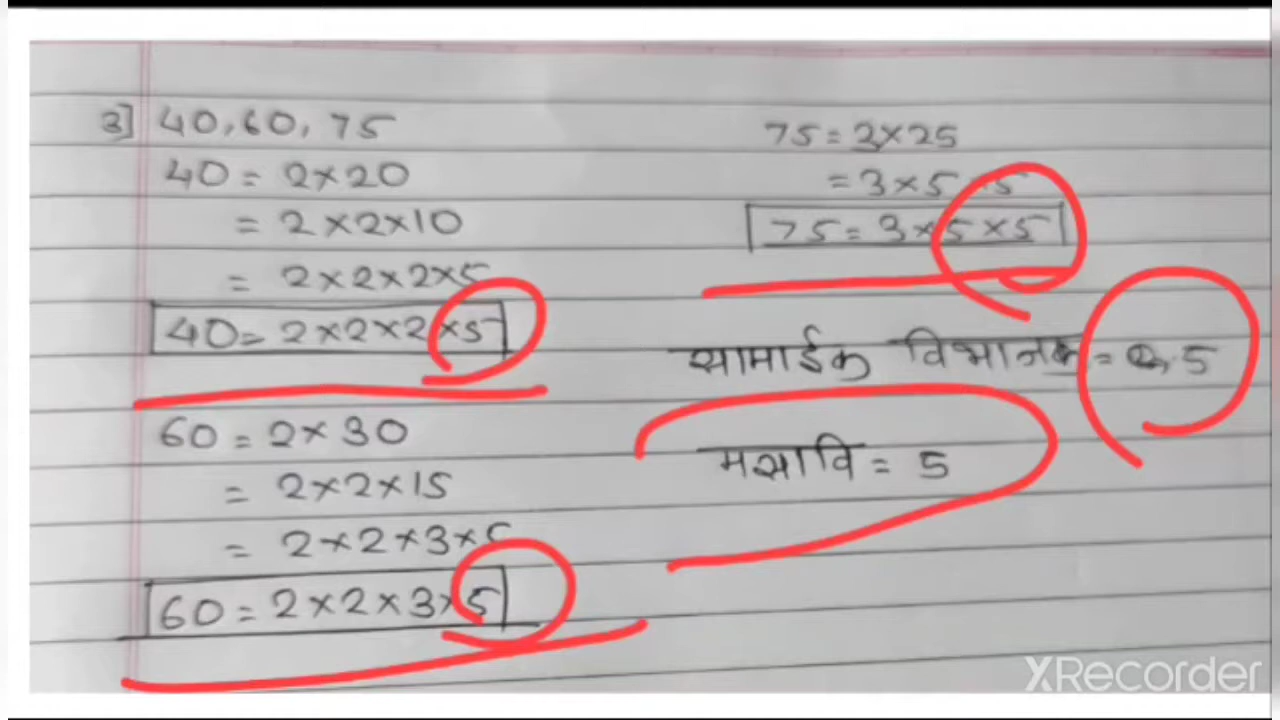 3] 40, 60, 75
40 = 2×20
= 2×2×10
= 2×2×2×5
40 = 2×2×2×5
60 = 2×30
= 2×2×15
= 2×2×3×5
60 = 2×2×3×5
75 = 3×25
= 3×5×5
75 = 3×5×5
सामाईक विभाजक = , 5
मसावि = 5
XRecorder